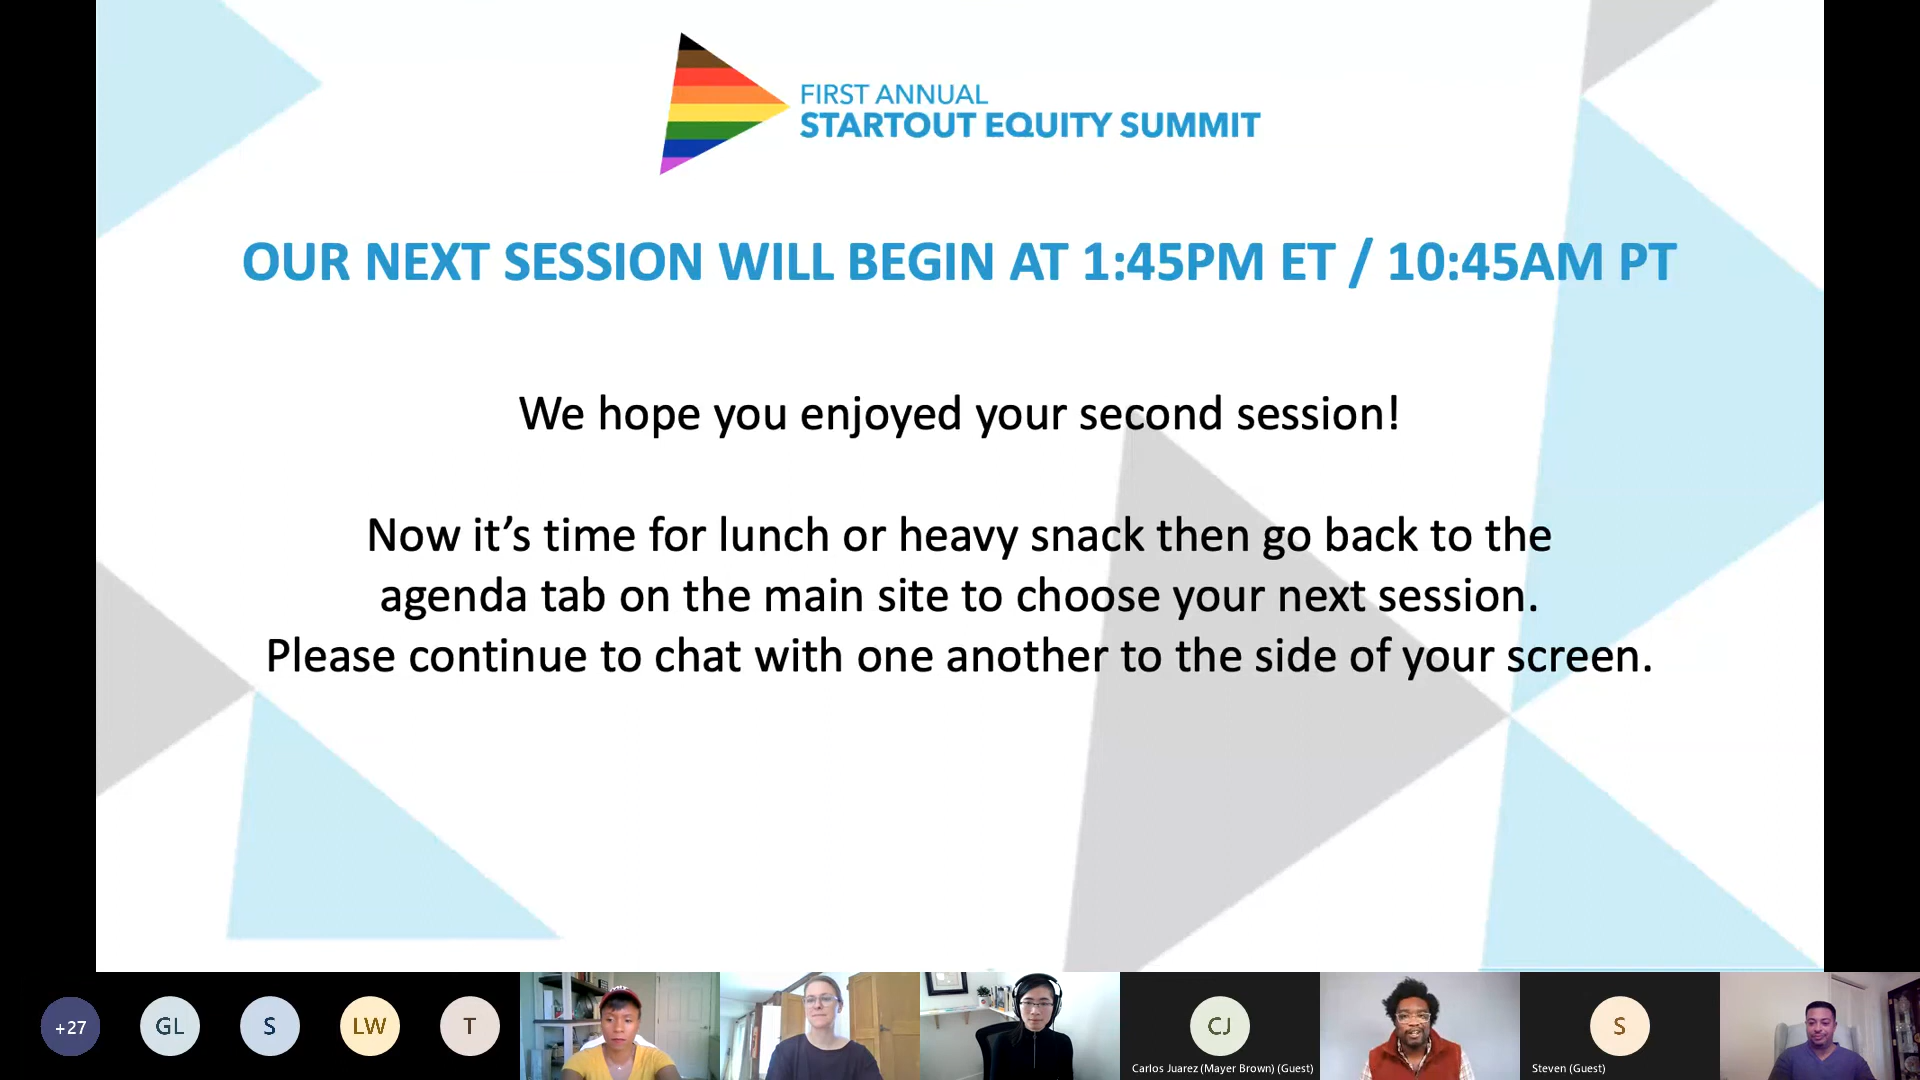 FIRST ANNUAL
STARTOUT EQUITY SUMMIT
OUR NEXT SESSION WILL BEGIN AT 1:45PM ET / 10:45AM PT
We hope you enjoyed your second session!
Now it’s time for lunch or heavy snack then go back to the
agenda tab on the main site to choose your next session.
Please continue to chat with one another to the side of your screen.
+27
GL
S
LW
T
CJ
Carlos Juarez (Mayer Brown) (Guest)
S
Steven (Guest)